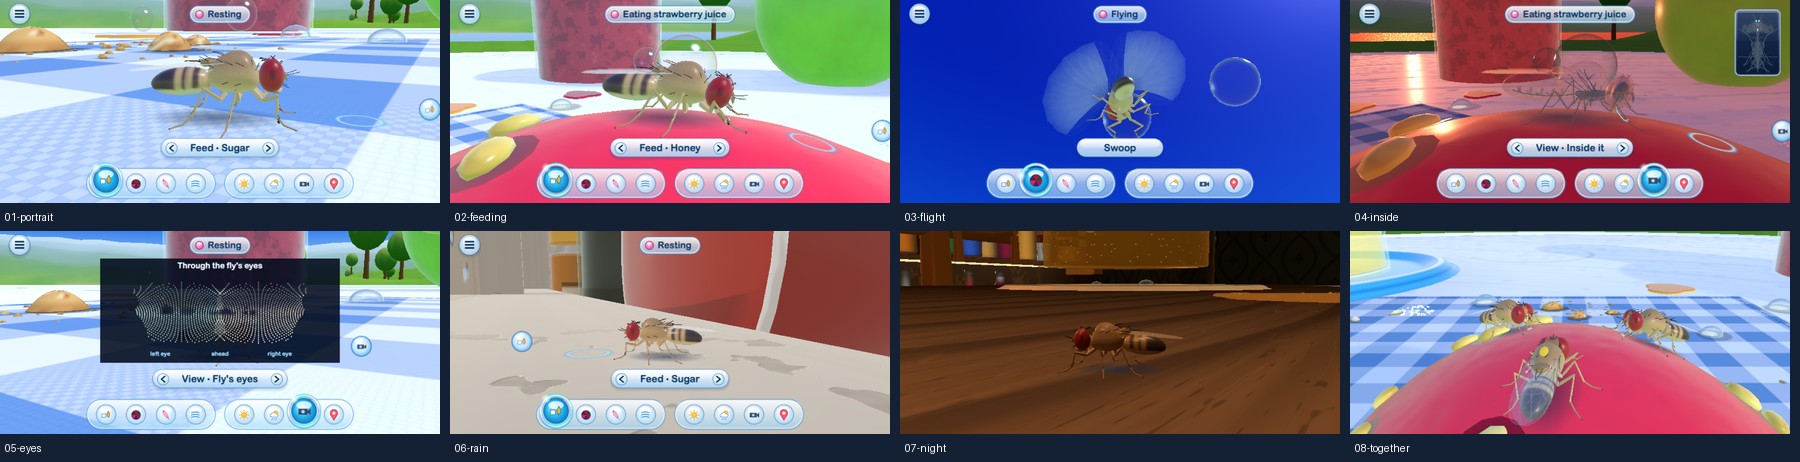 Resting
Feed · Sugar
01-portrait
Eating strawberry juice
Feed · Honey
02-feeding
Flying
Swoop
03-flight
Eating strawberry juice
View · Inside it
04-inside
Resting
Through the fly's eyes
left eye
ahead
right eye
View · Fly's eyes
05-eyes
Resting
Feed · Sugar
06-rain
07-night
08-together